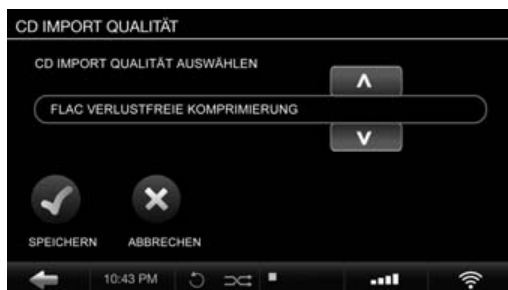 CD IMPORT QUALITÄT
CD IMPORT QUALITÄT AUSWÄHLEN
FLAC VERLUSTFREIE KOMPRIMIERUNG
SPEICHERN ABBRECHEN
10:43 PM